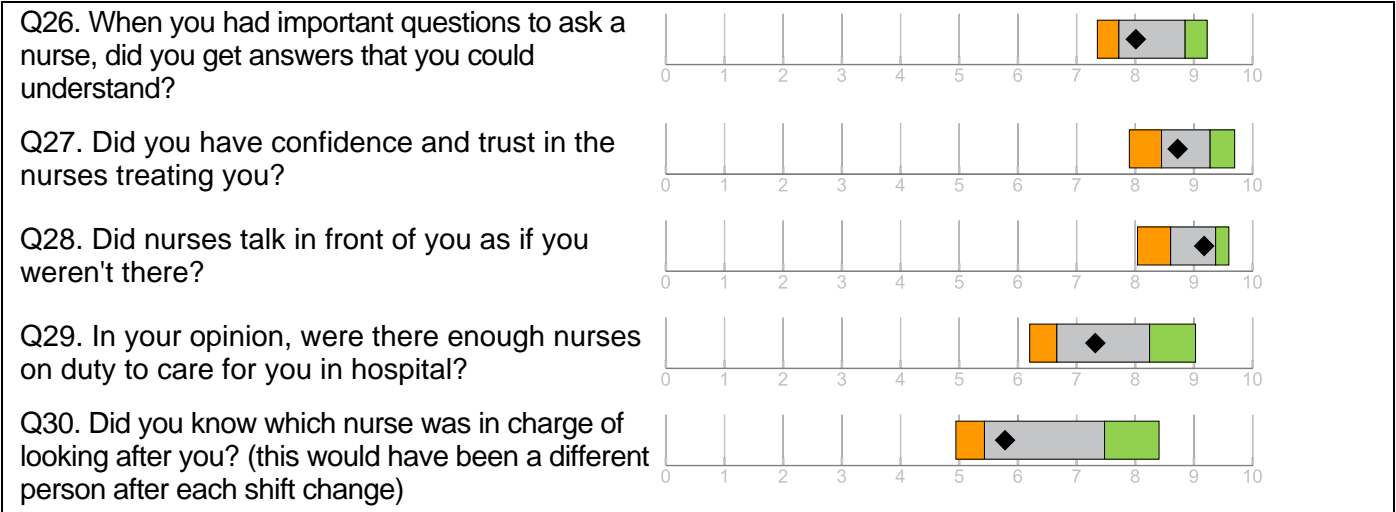 Q26. When you had important questions to ask a
nurse, did you get answers that you could
understand?
0 1 2 3 4 5 6 7 8 9 10
Q27. Did you have confidence and trust in the
nurses treating you?
0 1 2 3 4 5 6 7 8 9 10
Q28. Did nurses talk in front of you as if you
weren't there?
0 1 2 3 4 5 6 7 8 9 10
Q29. In your opinion, were there enough nurses
on duty to care for you in hospital?
0 1 2 3 4 5 6 7 8 9 10
Q30. Did you know which nurse was in charge of
looking after you? (this would have been a different
person after each shift change)
0 1 2 3 4 5 6 7 8 9 10